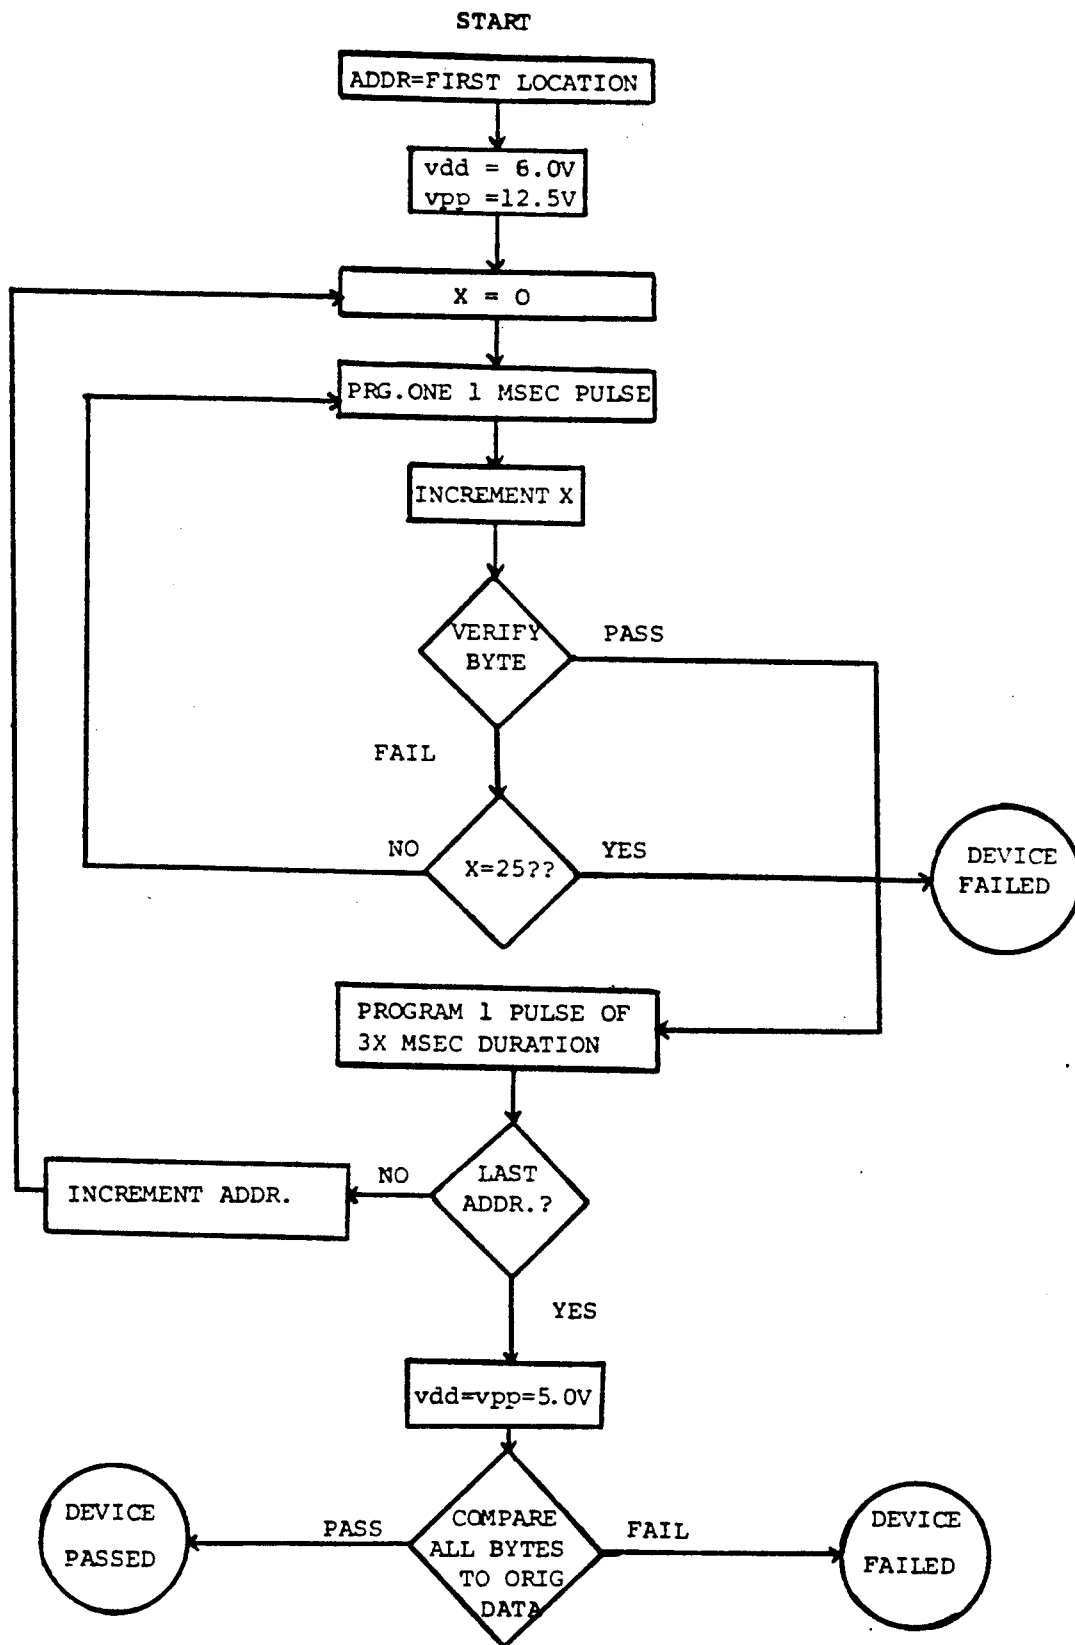 START
ADDR=FIRST LOCATION
vdd = 6.0V
vpp =12.5V
X = 0
PRG.ONE 1 MSEC PULSE
INCREMENT X
VERIFY
BYTE
PASS
FAIL
X=25??
NO
YES
DEVICE
FAILED
PROGRAM 1 PULSE OF
3X MSEC DURATION
LAST
ADDR.?
NO
INCREMENT ADDR.
YES
vdd=vpp=5.0V
COMPARE
ALL BYTES
TO ORIG
DATA
PASS
DEVICE
PASSED
FAIL
DEVICE
FAILED